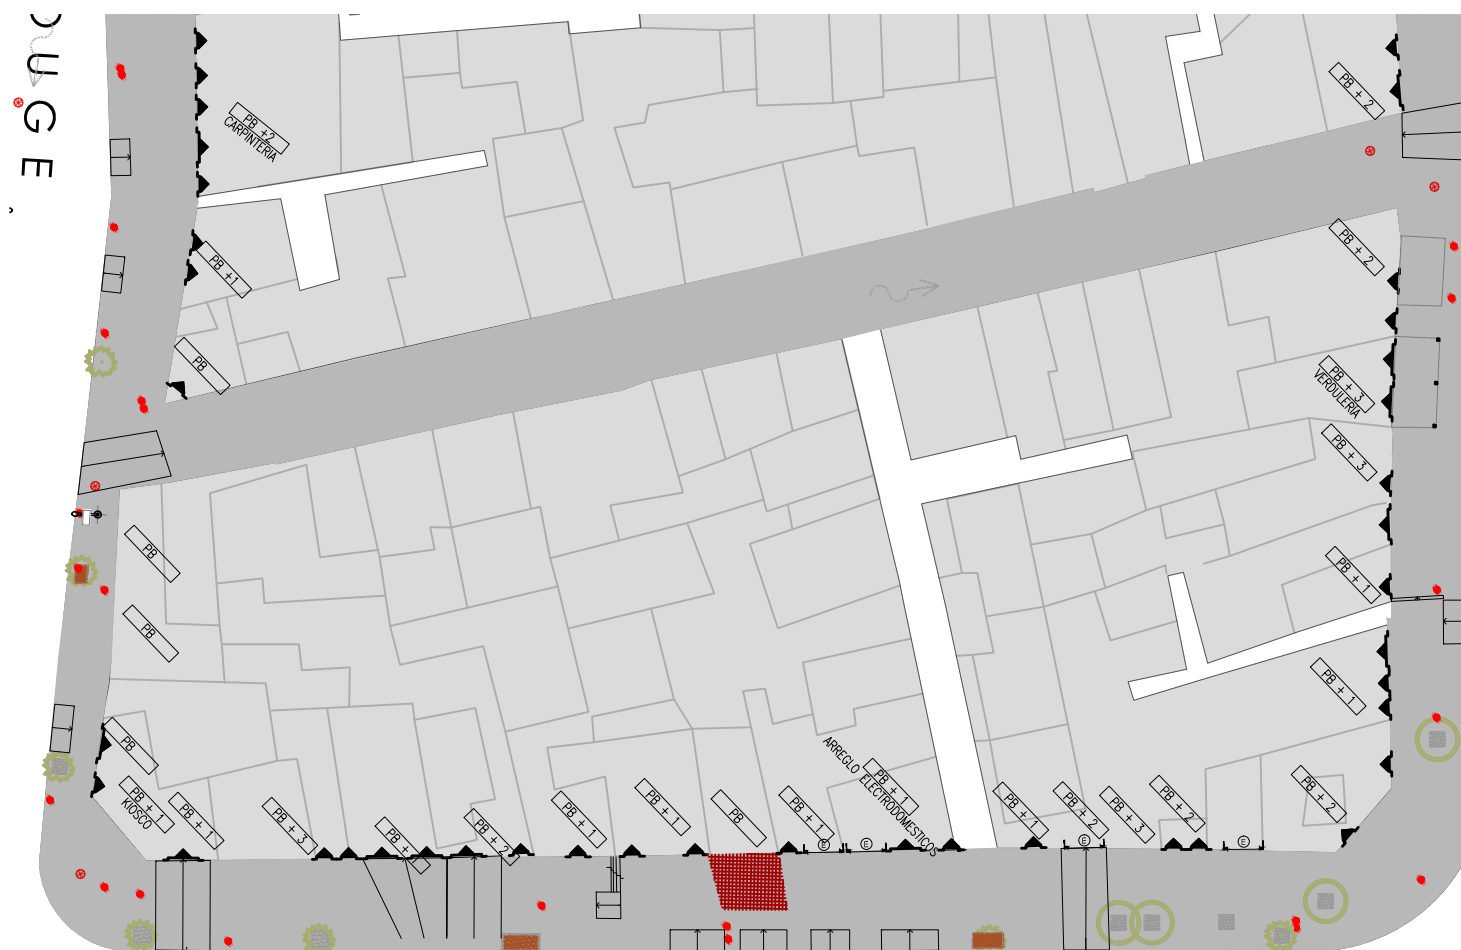 OUGE
PB +2
CARPINTERIA
PB +1
PB
PB + 2
PB + 2
PB + 3
VERDULERIA
PB + 3
PB + 1
PB + 1
PB + 2
PB
PB
PB
PB + 1
KIOSCO
PB + 1
PB + 3
PB +
PB + 2
PB + 1
PB + 1
PB
PB + 1
PB + 1
ARREGLO ELECTRODOMESTICOS
PB + 1
PB + 2
PB + 3
PB + 2
E
E
E
E